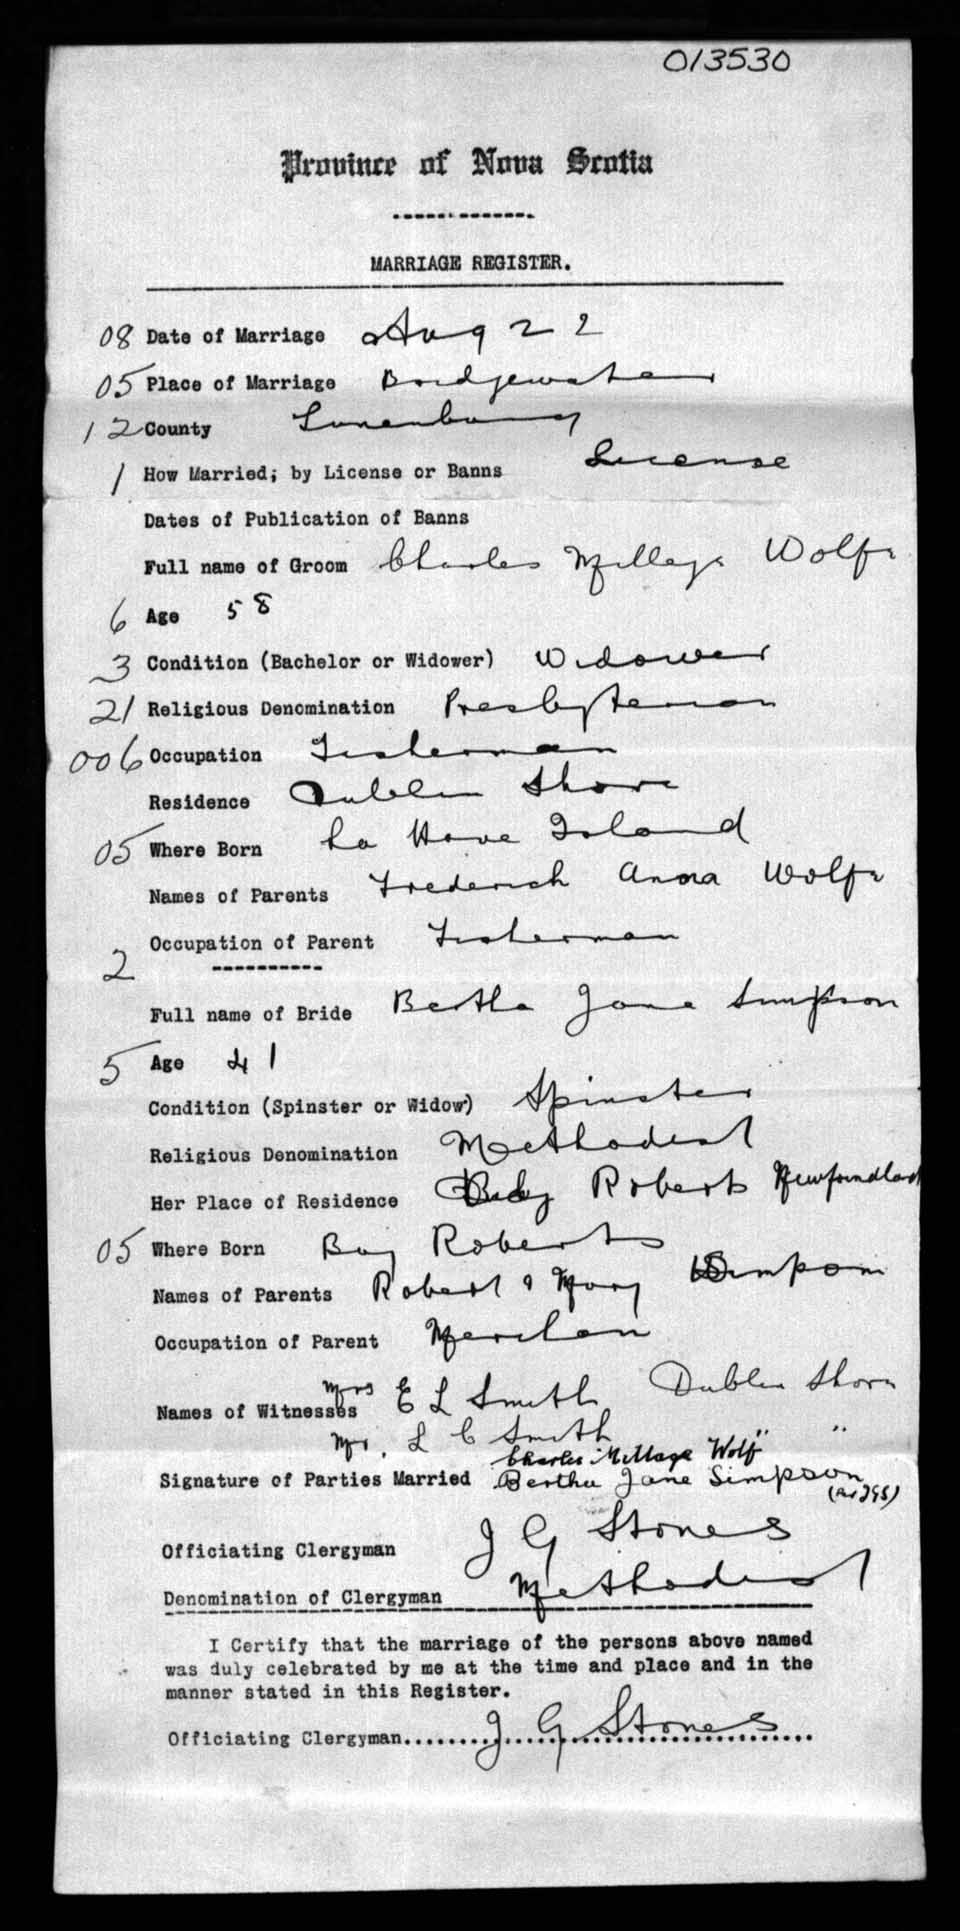 013530
Province of Nova Scotia
MARRIAGE REGISTER.
08 Date of Marriage Aug 22
05 Place of Marriage Bridgewater
12 County Lunenburg
1 How Married; by License or Banns License
Dates of Publication of Banns
Full name of Groom Charles Millage Wolfe
6 Age 58
3 Condition (Bachelor or Widower) Widower
21 Religious Denomination Presbyterian
006 Occupation Fisherman
Residence Dublin Shore
05 Where Born La Have Island
Names of Parents Frederick Anna Wolfe
Occupation of Parent Fisherman
2
Full name of Bride Bertha Jane Simpson
5 Age 41
Condition (Spinster or Widow) Spinster
Religious Denomination Methodist
Her Place of Residence Bay Roberts Newfoundland
05 Where Born Bay Roberts
Names of Parents Robert & Mary Simpson
Occupation of Parent
Names of Witnesses Mrs E L Smith Dublin Shore
Mr. L C Smith " "
Charles Millage Wolf
Signature of Parties Married Bertha Jane Simpson
(Per JGS)
Officiating Clergyman J G Stones
Denomination of Clergyman Methodist
I Certify that the marriage of the persons above named
was duly celebrated by me at the time and place and in the
manner stated in this Register.
Officiating Clergyman.......J G Stones.......